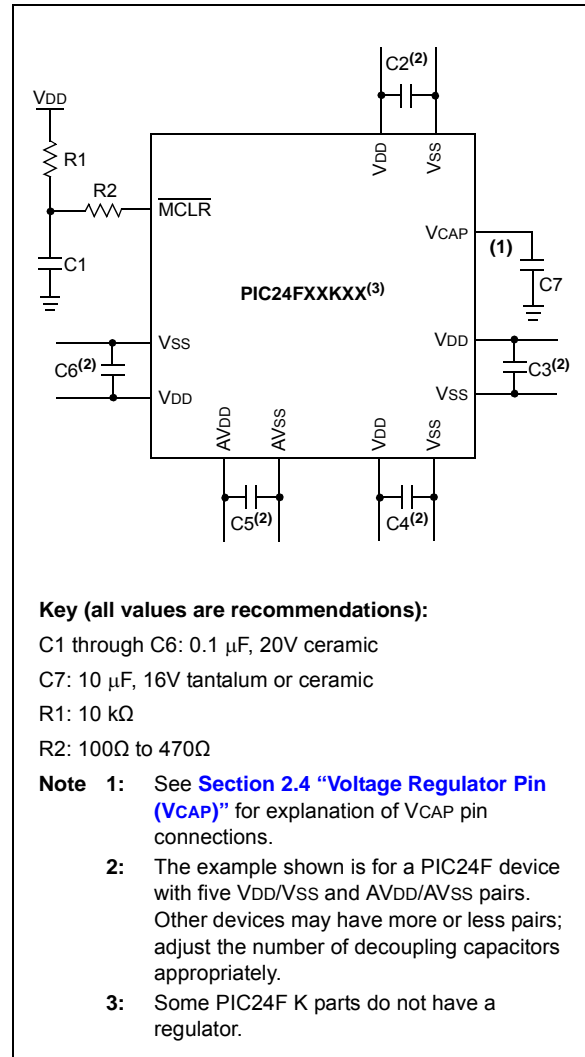 C2(2)
VDD
R1
R2
MCLR
C1
VDD
VSS
VCAP
(1)
C7
PIC24FXXKXX(3)
VSS
C6(2)
VDD
VDD
C3(2)
VSS
AVDD
AVSS
VDD
VSS
C5(2)
C4(2)
Key (all values are recommendations):
C1 through C6: 0.1 μF, 20V ceramic
C7: 10 μF, 16V tantalum or ceramic
R1: 10 kΩ
R2: 100Ω to 470Ω
Note 1: See Section 2.4 “Voltage Regulator Pin
(VCAP)” for explanation of VCAP pin
connections.
2: The example shown is for a PIC24F device
with five VDD/VSS and AVDD/AVSS pairs.
Other devices may have more or less pairs;
adjust the number of decoupling capacitors
appropriately.
3: Some PIC24F K parts do not have a
regulator.